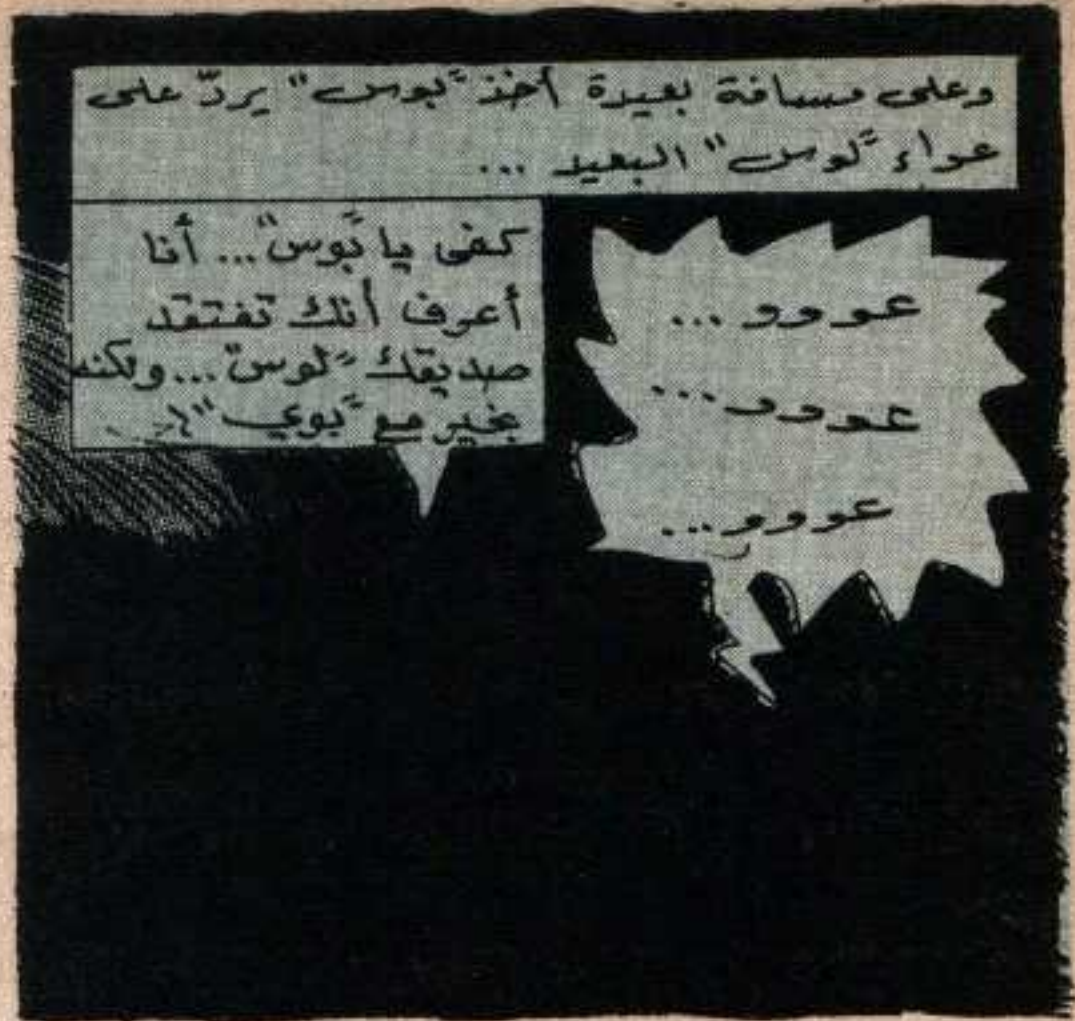 وعلى مسافة بعيدة أخذ "بوس" يردّ على
عواء "لوس" البعيد ...
عووو ...
عووو ...
عووو ...
كفى يا "بوس" ... أنا
أعرف أنك تفتقد
صديقك "لوس" ... ولكنه
بخير مع "بوي" !...